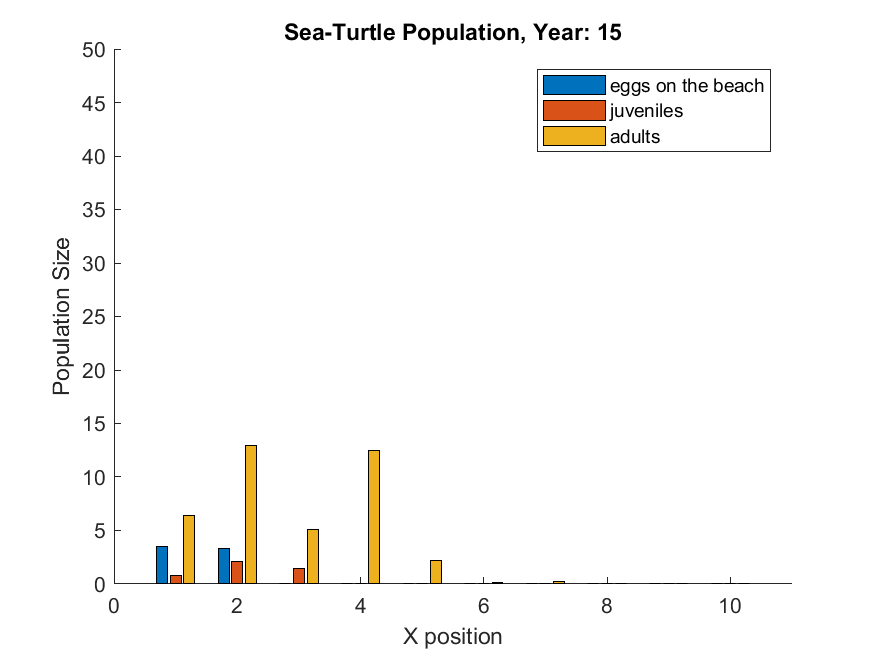 Sea-Turtle Population, Year: 15
eggs on the beach
juveniles
adults
Population Size
50
45
40
35
30
25
20
15
10
5
0
0 2 4 6 8 10
X position